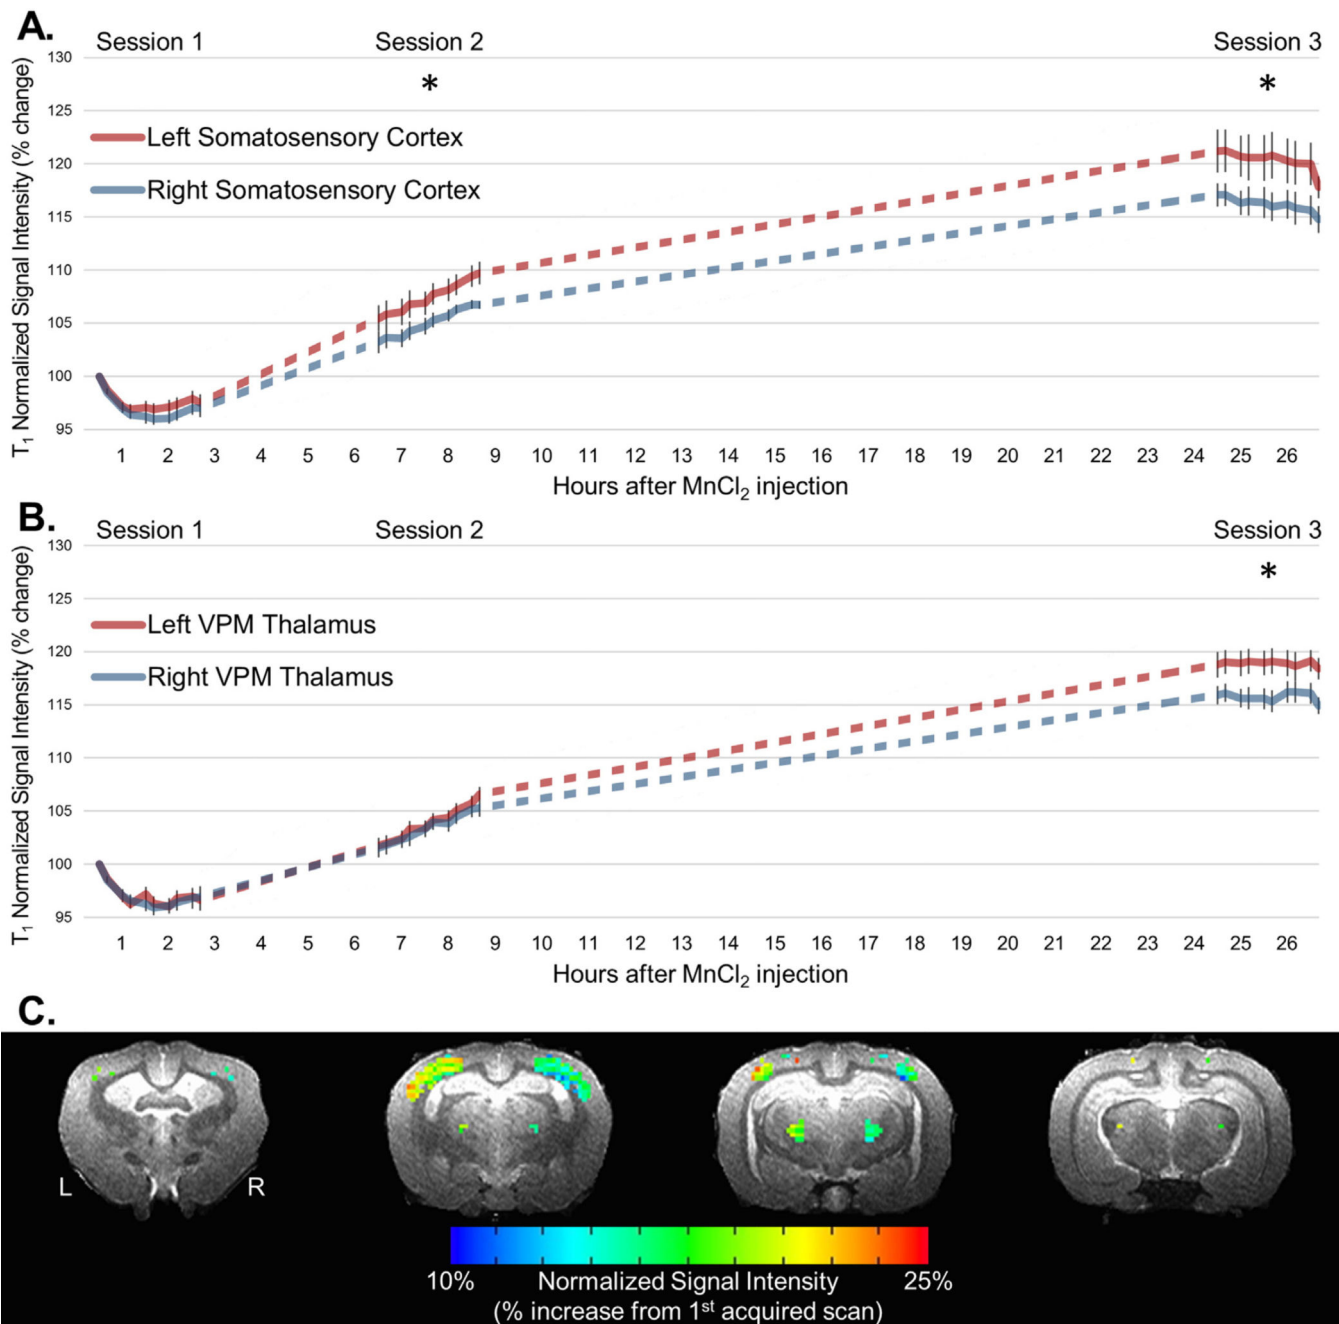 A.
Session 1 Session 2 Session 3
T₁ Normalized Signal Intensity (% change)
130
* *
125
Left Somatosensory Cortex
120
Right Somatosensory Cortex
115
110
105
100
95
1 2 3 4 5 6 7 8 9 10 11 12 13 14 15 16 17 18 19 20 21 22 23 24 25 26
Hours after MnCl₂ injection
B.
Session 1 Session 2 Session 3
T₁ Normalized Signal Intensity (% change)
130
*
125
Left VPM Thalamus
120
Right VPM Thalamus
115
110
105
100
95
1 2 3 4 5 6 7 8 9 10 11 12 13 14 15 16 17 18 19 20 21 22 23 24 25 26
Hours after MnCl₂ injection
C.
L R
10% Normalized Signal Intensity 25%
(% increase from 1ˢᵗ acquired scan)